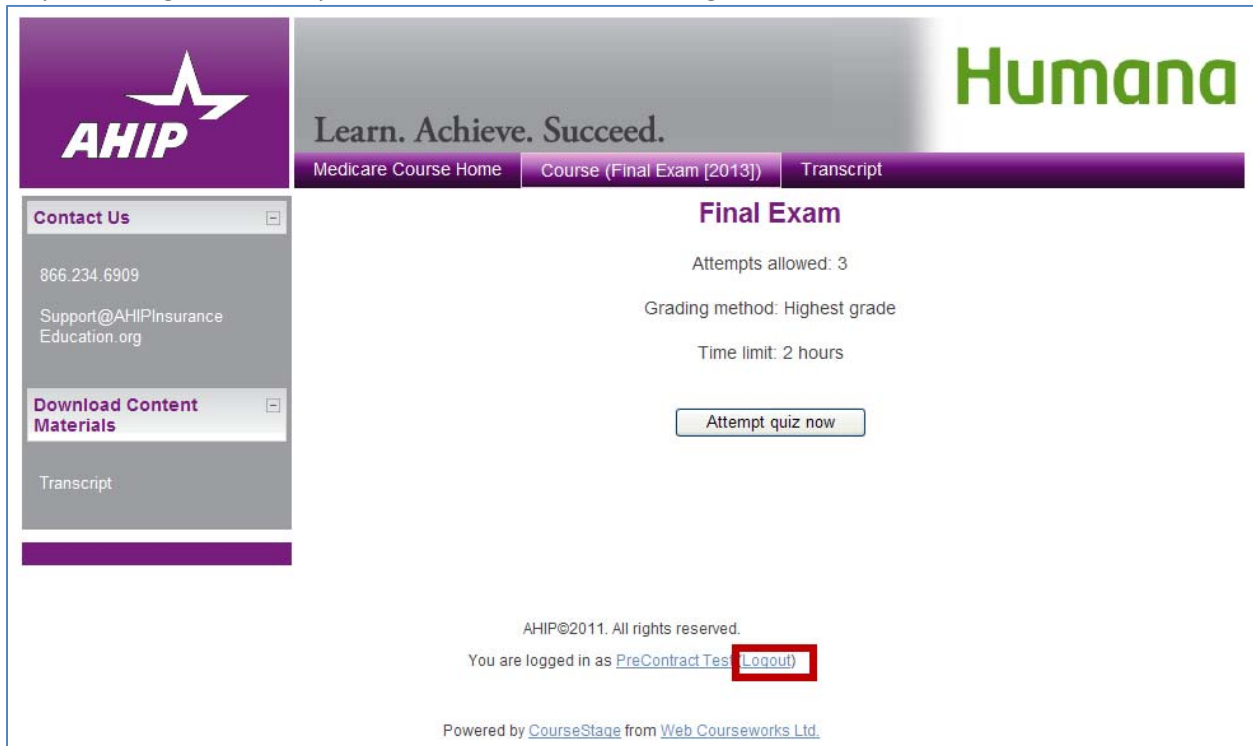 AHIP
Humana
Learn. Achieve. Succeed.
Medicare Course Home
Course (Final Exam [2013])
Transcript
Contact Us
866.234.6909
Support@AHIPInsurance
Education.org
Download Content
Materials
Transcript
Final Exam
Attempts allowed: 3
Grading method: Highest grade
Time limit: 2 hours
Attempt quiz now
AHIP©2011. All rights reserved.
You are logged in as PreContract Test (Logout)
Powered by CourseStage from Web Courseworks Ltd.